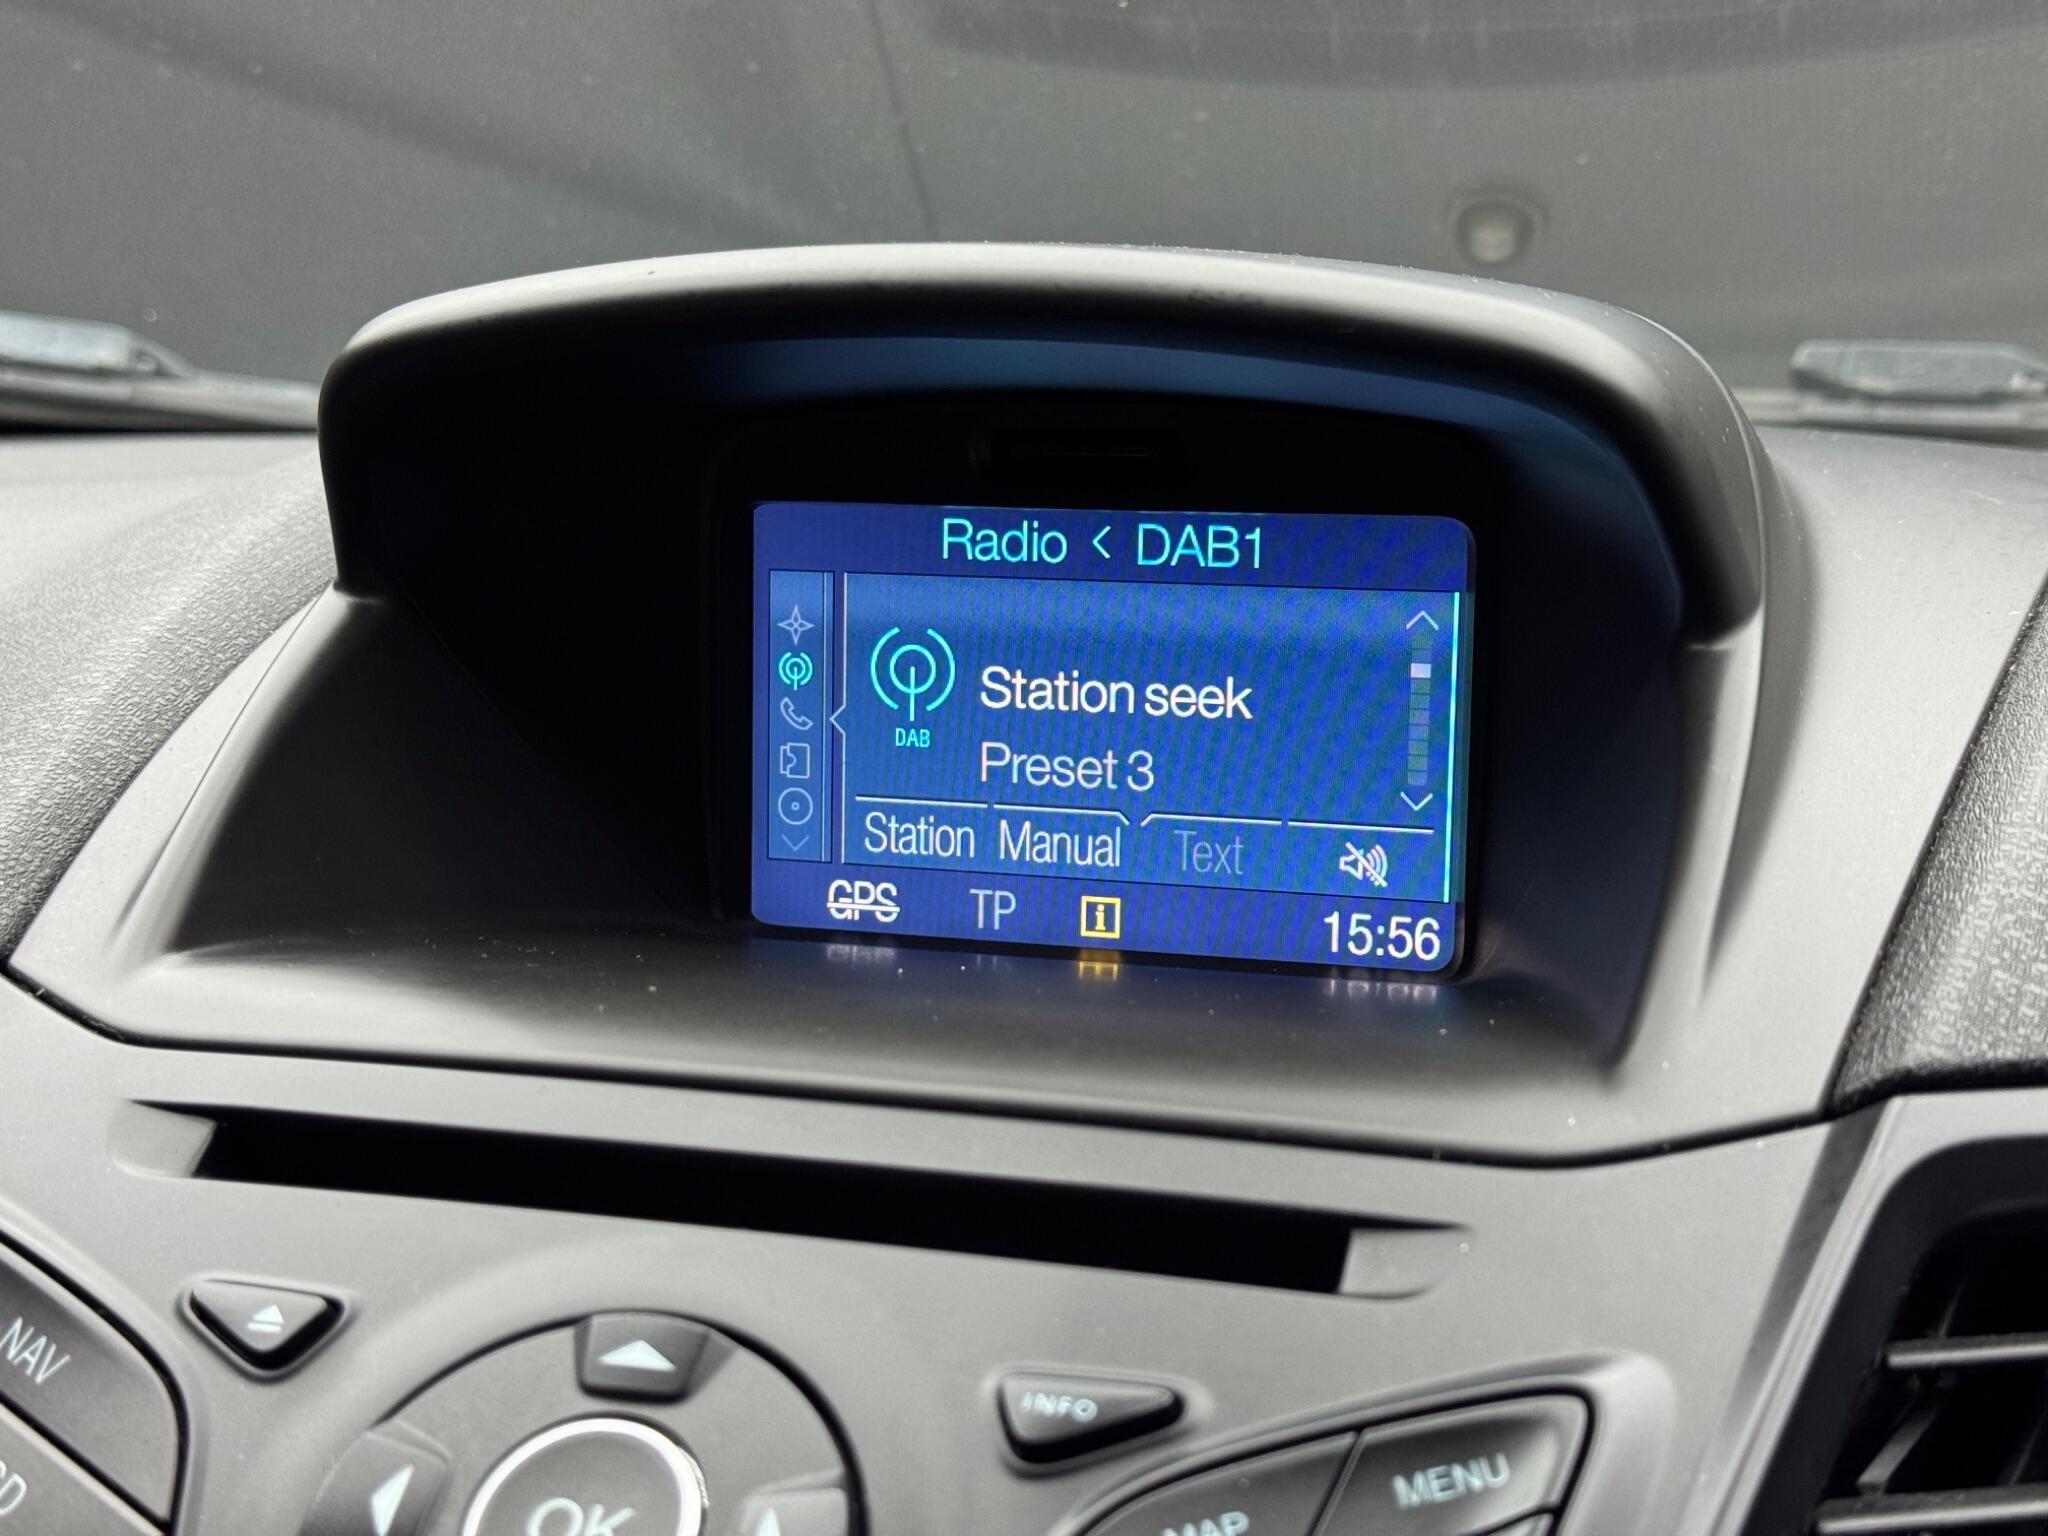 Radio < DAB1
DAB
Station seek
Preset 3
Station Manual Text
GPS TP i 15:56
NAV
INFO
MENU
OK
MAP